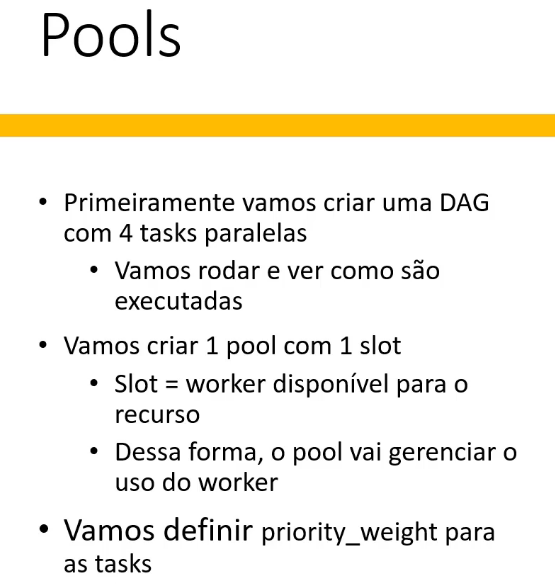 Pools
• Primeiramente vamos criar uma DAG
com 4 tasks paralelas
• Vamos rodar e ver como são
executadas
• Vamos criar 1 pool com 1 slot
• Slot = worker disponível para o
recurso
• Dessa forma, o pool vai gerenciar o
uso do worker
• Vamos definir priority_weight para
as tasks